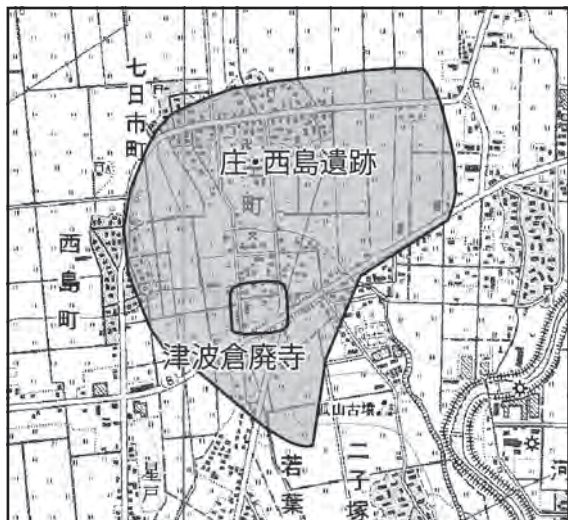 七日市町
庄・西島遺跡
町
西島町
津波倉廃寺
狐山古墳
二子塚
若葉
星戸
河